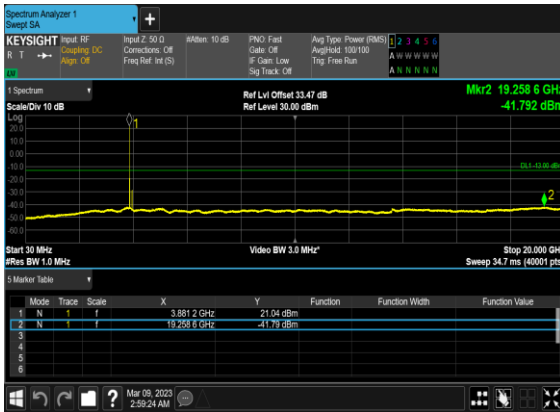 Spectrum Analyzer 1
Swept SA
+
KEYSIGHT Input: RF Input Z: 50 Ω #Atten: 10 dB PNO: Fast Avg Type: Power (RMS) 1 2 3 4 5 6
R T Coupling: DC Corrections: Off Gate: Off Avg|Hold: 100/100 A W W W W W
Align: Off Freq Ref: Int (S) IF Gain: Low Trig: Free Run
Sig Track: Off A N N N N N
1 Spectrum Ref Lvl Offset 33.47 dB Mkr2 19.258 6 GHz
Scale/Div 10 dB Ref Level 30.00 dBm -41.792 dBm
Log
20.0
10.0
0.00
-10.0
-20.0
-30.0
-40.0
-50.0
-60.0
1
DL1 -13.00 dBm
2
Start 30 MHz Video BW 3.0 MHz* Stop 20.000 GHz
#Res BW 1.0 MHz Sweep 34.7 ms (40001 pts)
5 Marker Table
Mode Trace Scale X Y Function Function Width Function Value
1 N 1 f 3.881 2 GHz 21.04 dBm
2 N 1 f 19.258 6 GHz -41.79 dBm
3
4
5
6
? Mar 09, 2023
2:59:24 AM